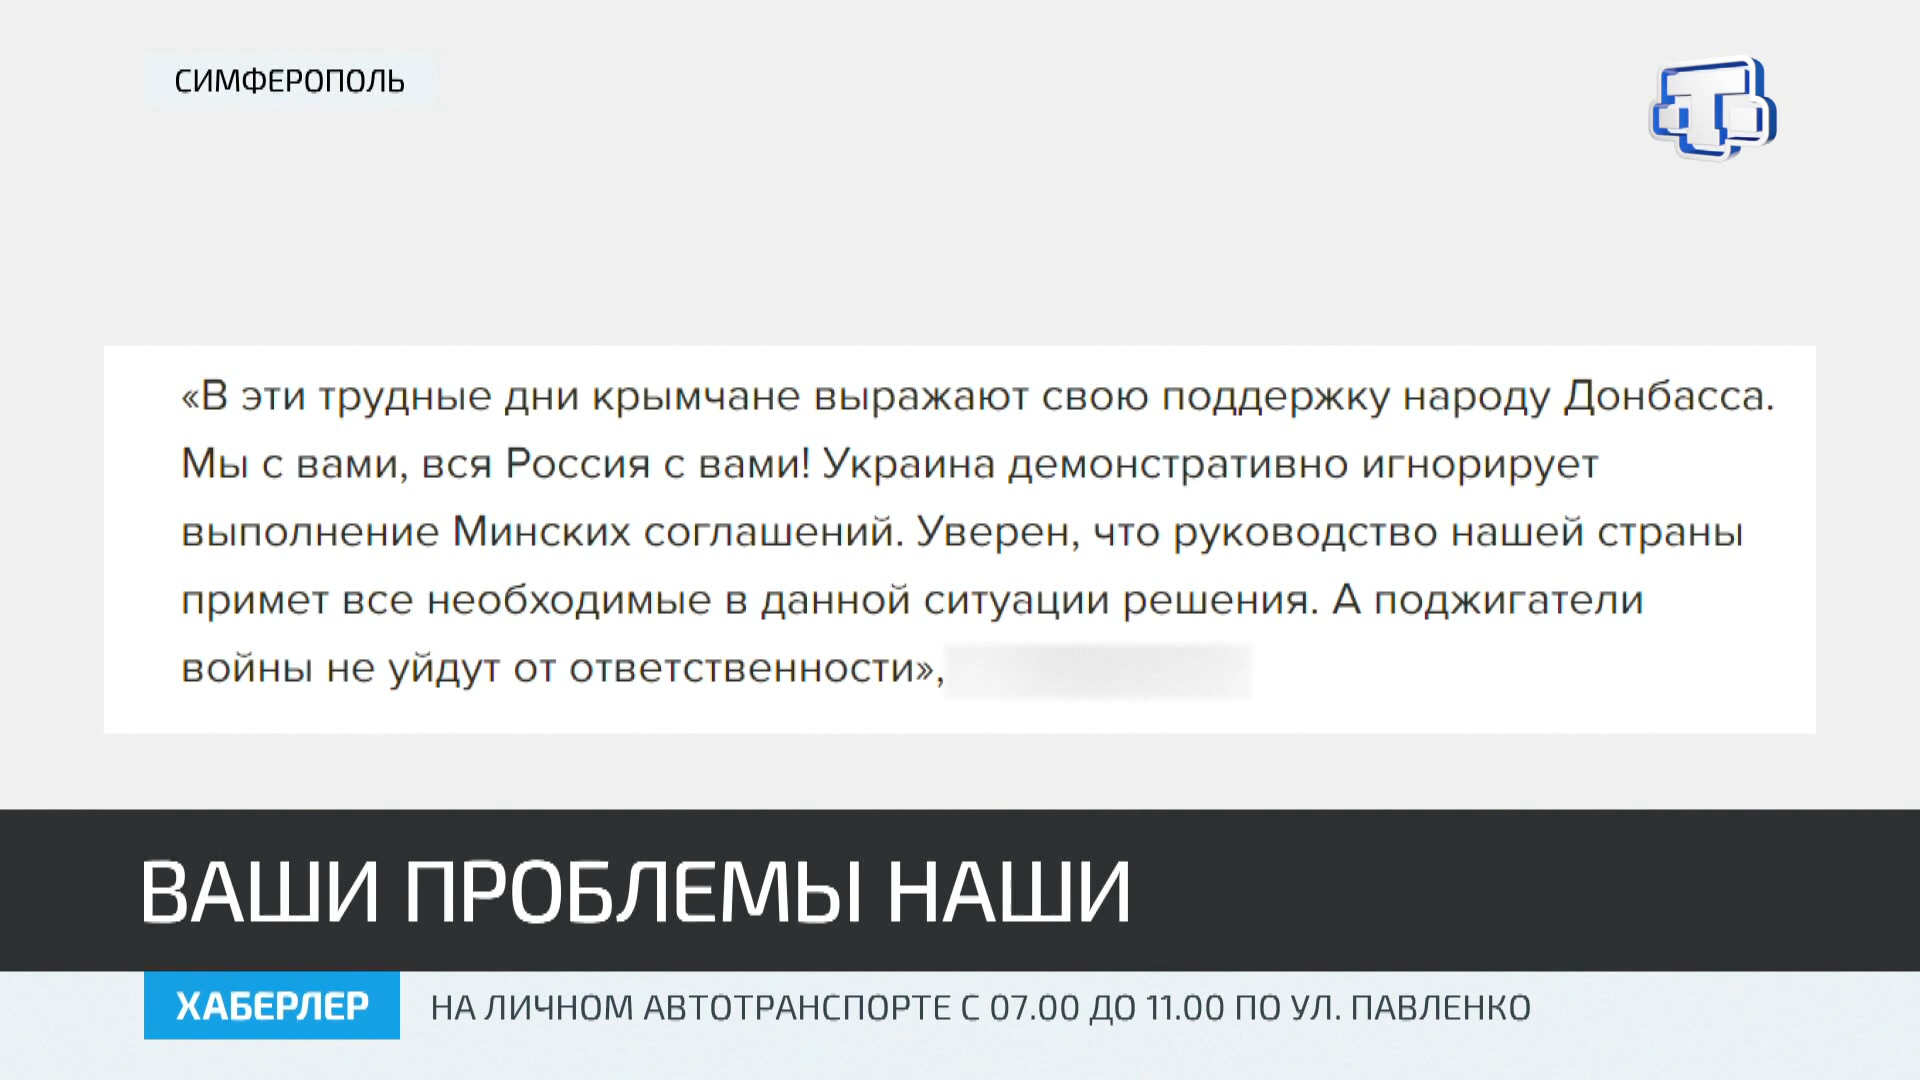 СИМФЕРОПОЛЬ
«В эти трудные дни крымчане выражают свою поддержку народу Донбасса.
Мы с вами, вся Россия с вами! Украина демонстративно игнорирует
выполнение Минских соглашений. Уверен, что руководство нашей страны
примет все необходимые в данной ситуации решения. А поджигатели
войны не уйдут от ответственности»,
ВАШИ ПРОБЛЕМЫ НАШИ
ХАБЕРЛЕР НА ЛИЧНОМ АВТОТРАНСПОРТЕ С 07.00 ДО 11.00 ПО УЛ. ПАВЛЕНКО